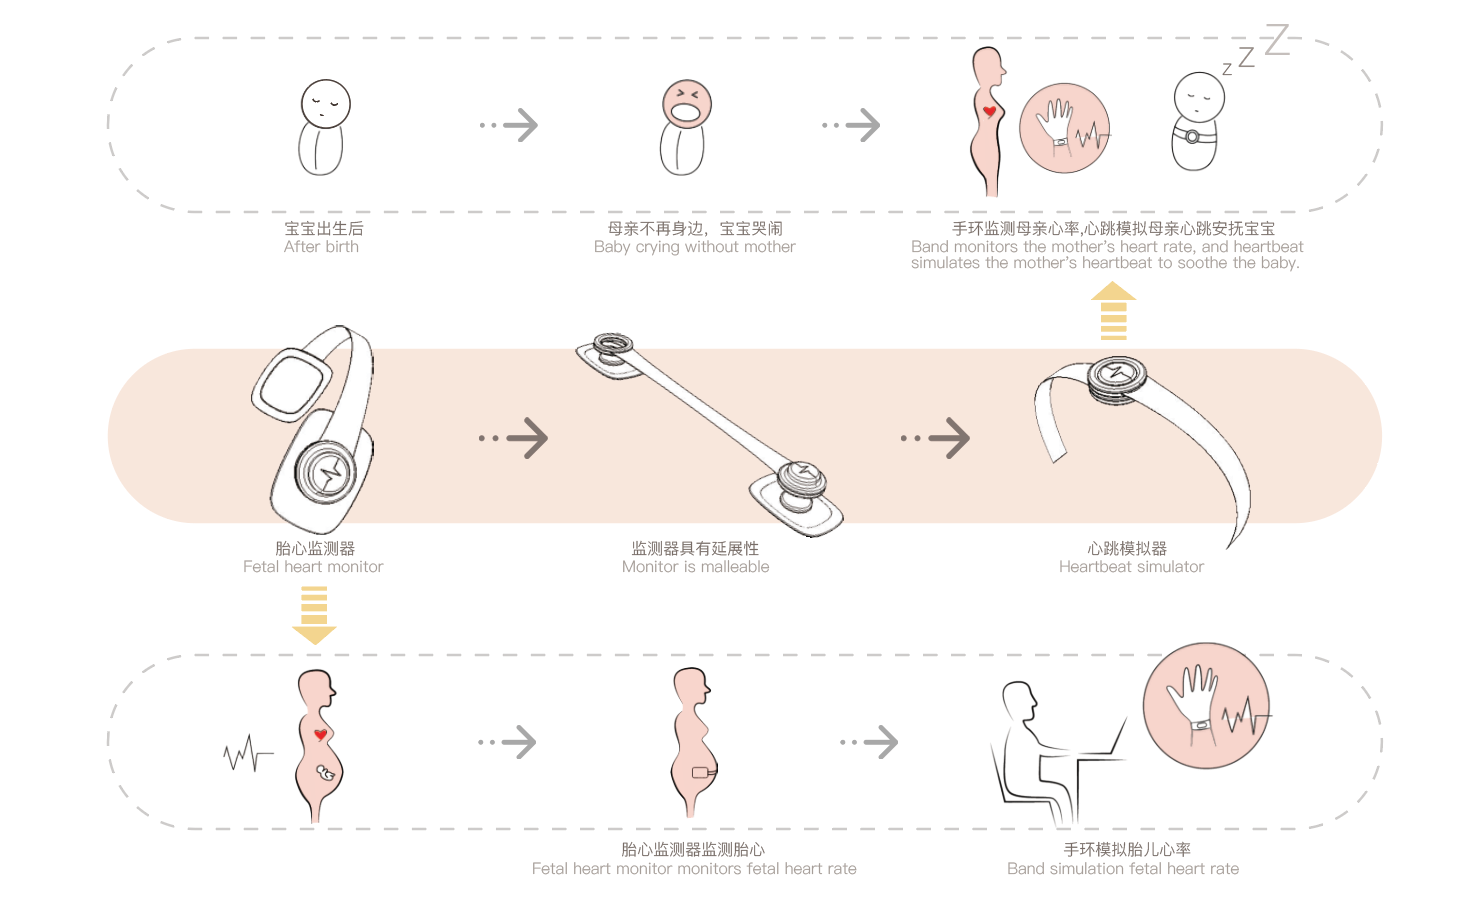 Z
Z
Z
宝宝出生后
After birth
母亲不再身边，宝宝哭闹
Baby crying without mother
手环监测母亲心率,心跳模拟母亲心跳安抚宝宝
Band monitors the mother's heart rate, and heartbeat
simulates the mother's heartbeat to soothe the baby.
胎心监测器
Fetal heart monitor
监测器具有延展性
Monitor is malleable
心跳模拟器
Heartbeat simulator
胎心监测器监测胎心
Fetal heart monitor monitors fetal heart rate
手环模拟胎儿心率
Band simulation fetal heart rate